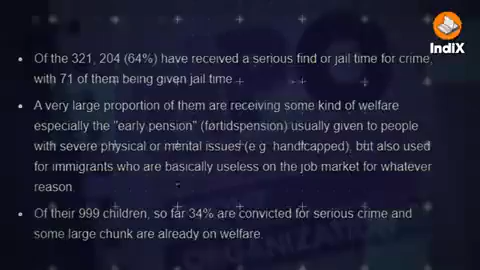 IndiX
• Of the 321, 204 (64%) have received a serious find or jail time for crime,
with 71 of them being given jail time
• A very large proportion of them are receiving some kind of welfare
especially the "early pension" (førtidspension) usually given to people
with severe physical or mental issues (e.g. handicapped), but also used
for immigrants who are basically useless on the job market for whatever
reason.
• Of their 999 children, so far 34% are convicted for serious crime and
some large chunk are already on welfare.
ORGANIZATION